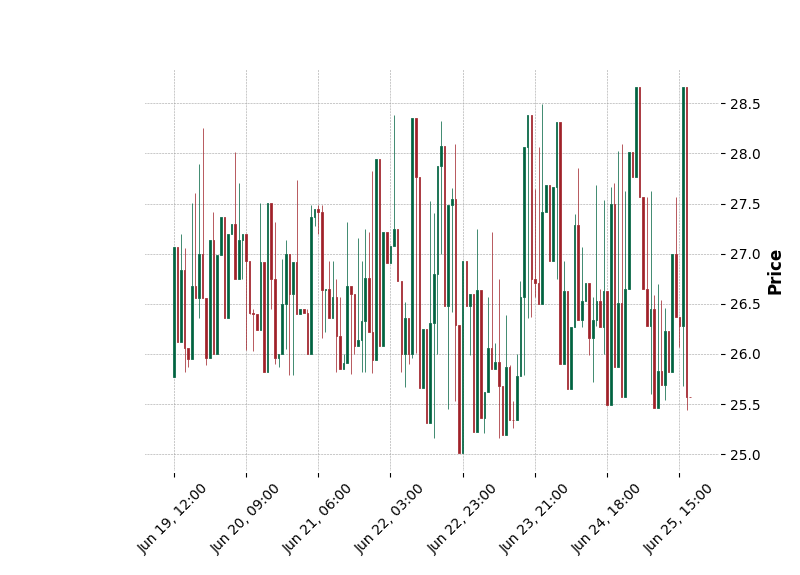 28.5
28.0
27.5
27.0
26.5
26.0
25.5
25.0
Price
Jun 19, 12:00
Jun 20, 09:00
Jun 21, 06:00
Jun 22, 03:00
Jun 22, 23:00
Jun 23, 21:00
Jun 24, 18:00
Jun 25, 15:00